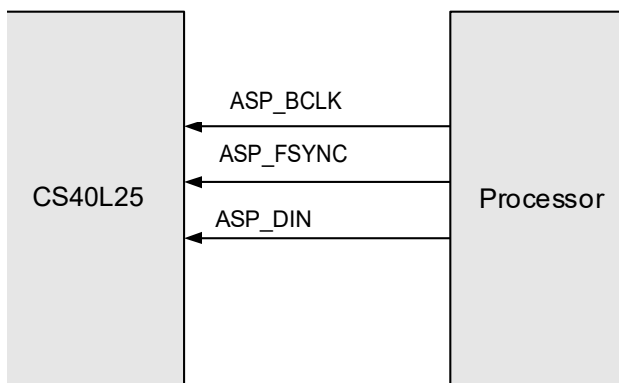 ASP_BCLK
ASP_FSYNC
CS40L25
Processor
ASP_DIN